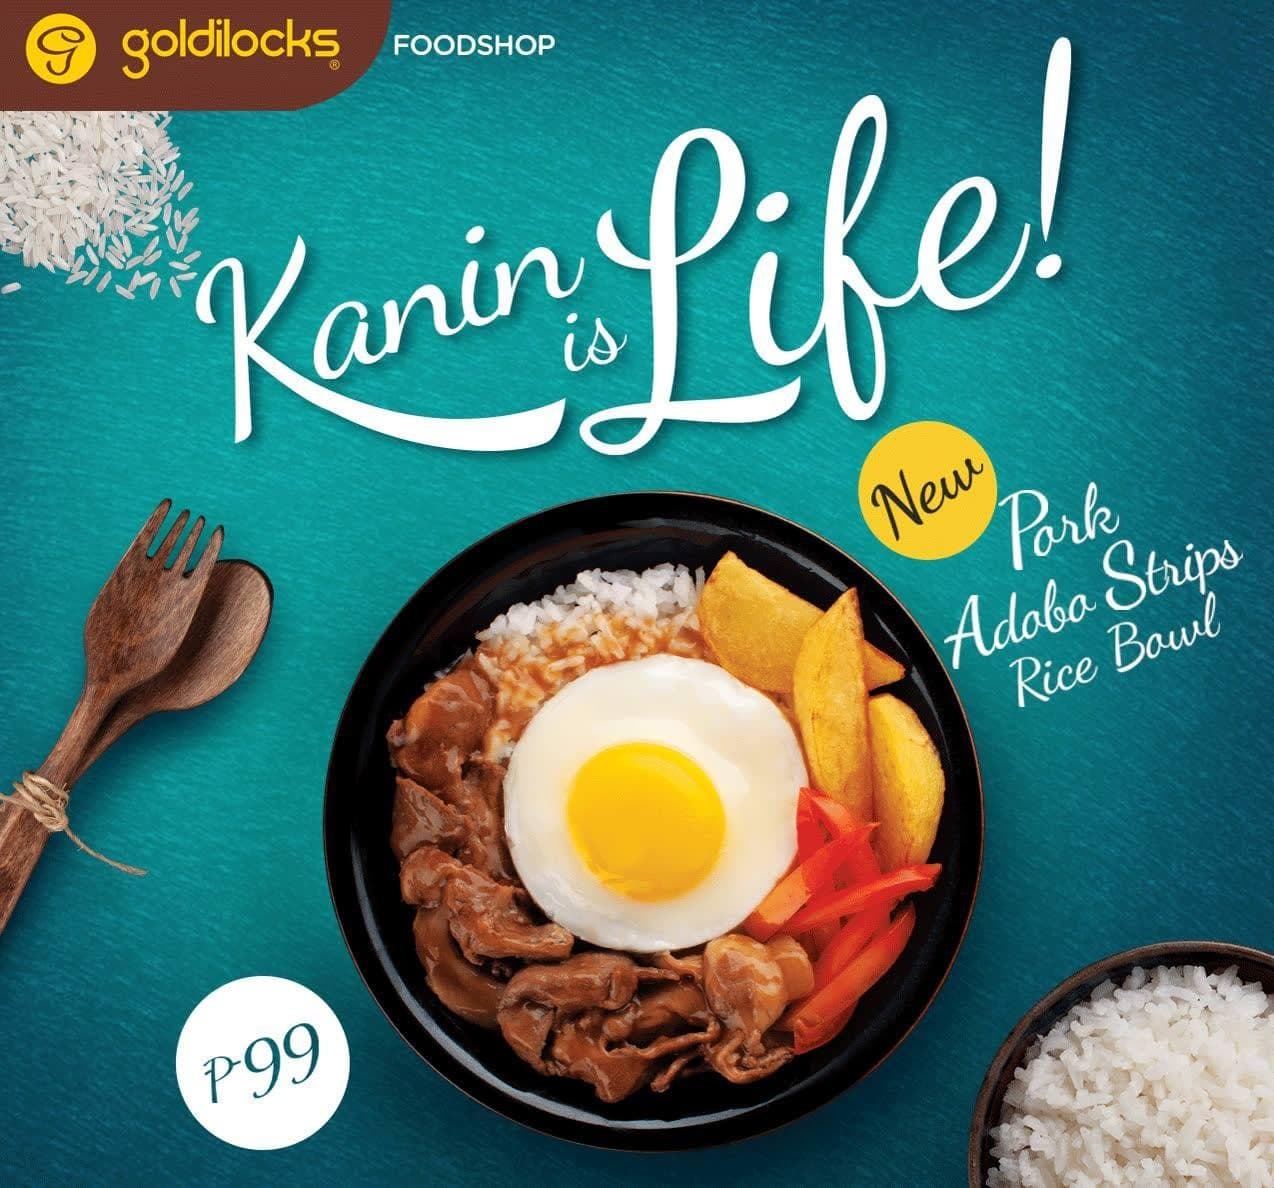 goldilocks® FOODSHOP
Kanin
is Life!
New
Pork
Adobo Strips
Rice Bowl
₱99